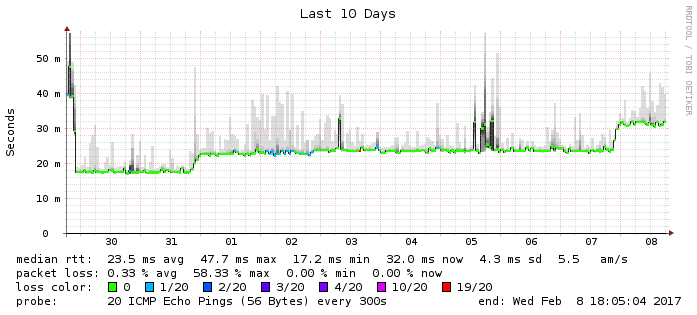 Last 10 Days
RRDTOOL / TOBI OETIKER
Seconds
50 m
40 m
30 m
20 m
10 m
0
30 31 01 02 03 04 05 06 07 08
median rtt: 23.5 ms avg 47.7 ms max 17.2 ms min 32.0 ms now 4.3 ms sd 5.5 am/s
packet loss: 0.33 % avg 58.33 % max 0.00 % min 0.00 % now
loss color: 0 1/20 2/20 3/20 4/20 10/20 19/20
probe: 20 ICMP Echo Pings (56 Bytes) every 300s end: Wed Feb 8 18:05:04 2017